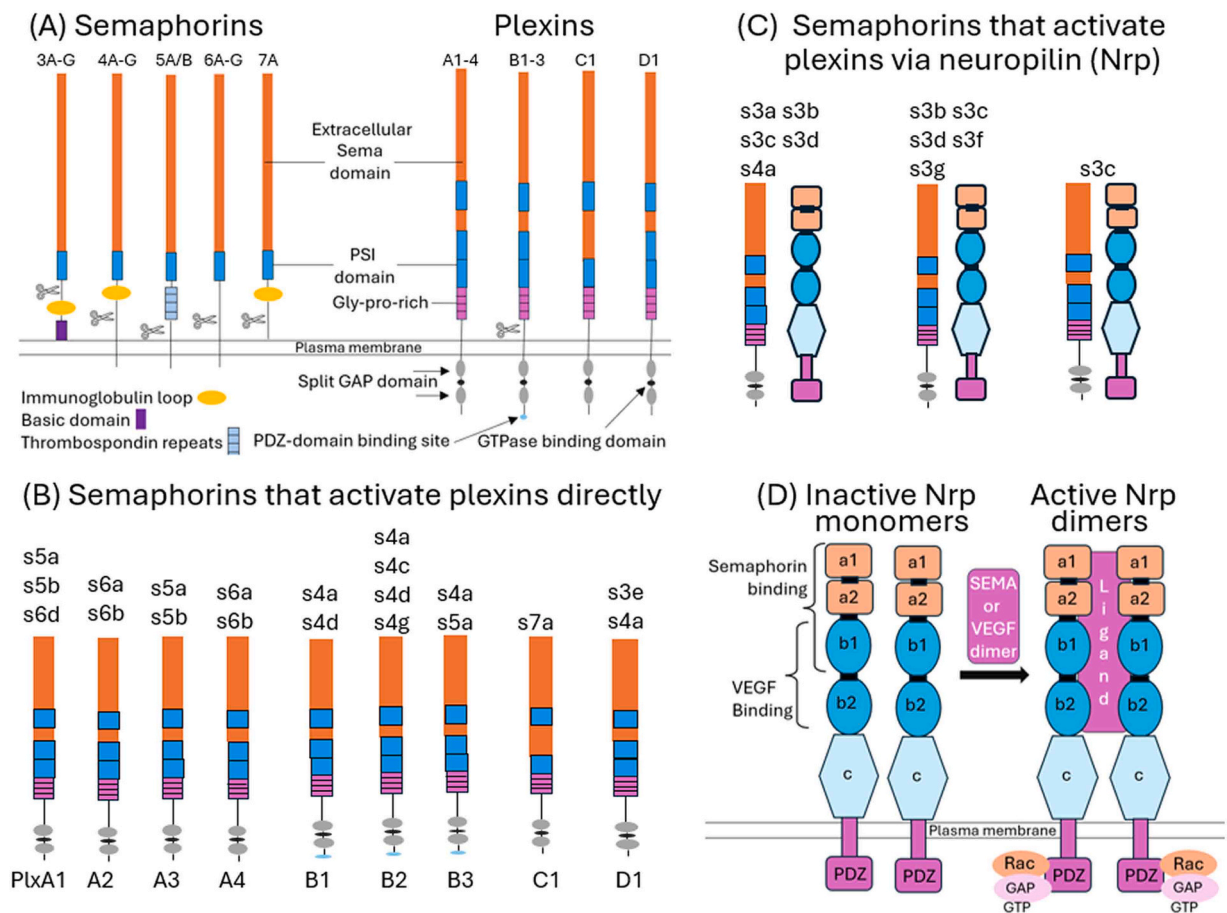 (A) Semaphorins
Plexins
3A-G 4A-G 5A/B 6A-G 7A
A1-4 B1-3 C1 D1
Extracellular
Sema
domain
PSI
domain
Gly-pro-rich
Plasma membrane
Split GAP domain
Immunoglobulin loop
Basic domain
Thrombospondin repeats
PDZ-domain binding site
GTPase binding domain
(B) Semaphorins that activate plexins directly
s5a
s5b
s6d
s6a
s6b
s5a
s5b
s6a
s6b
s4a
s4d
s4a
s4c
s4d
s4g
s4a
s5a
s7a
s3e
s4a
PlxA1 A2 A3 A4 B1 B2 B3 C1 D1
(C) Semaphorins that activate
plexins via neuropilin (Nrp)
s3a s3b
s3c s3d
s4a
s3b s3c
s3d s3f
s3g
s3c
(D) Inactive Nrp
monomers
Active Nrp
dimers
Semaphorin
binding
VEGF
Binding
a1
a2
b1
b2
c
PDZ
a1
a2
b1
b2
c
PDZ
SEMA
or
VEGF
dimer
a1
a2
b1
b2
c
PDZ
Ligand
a1
a2
b1
b2
c
PDZ
Plasma membrane
Rac
GAP
GTP
Rac
GAP
GTP